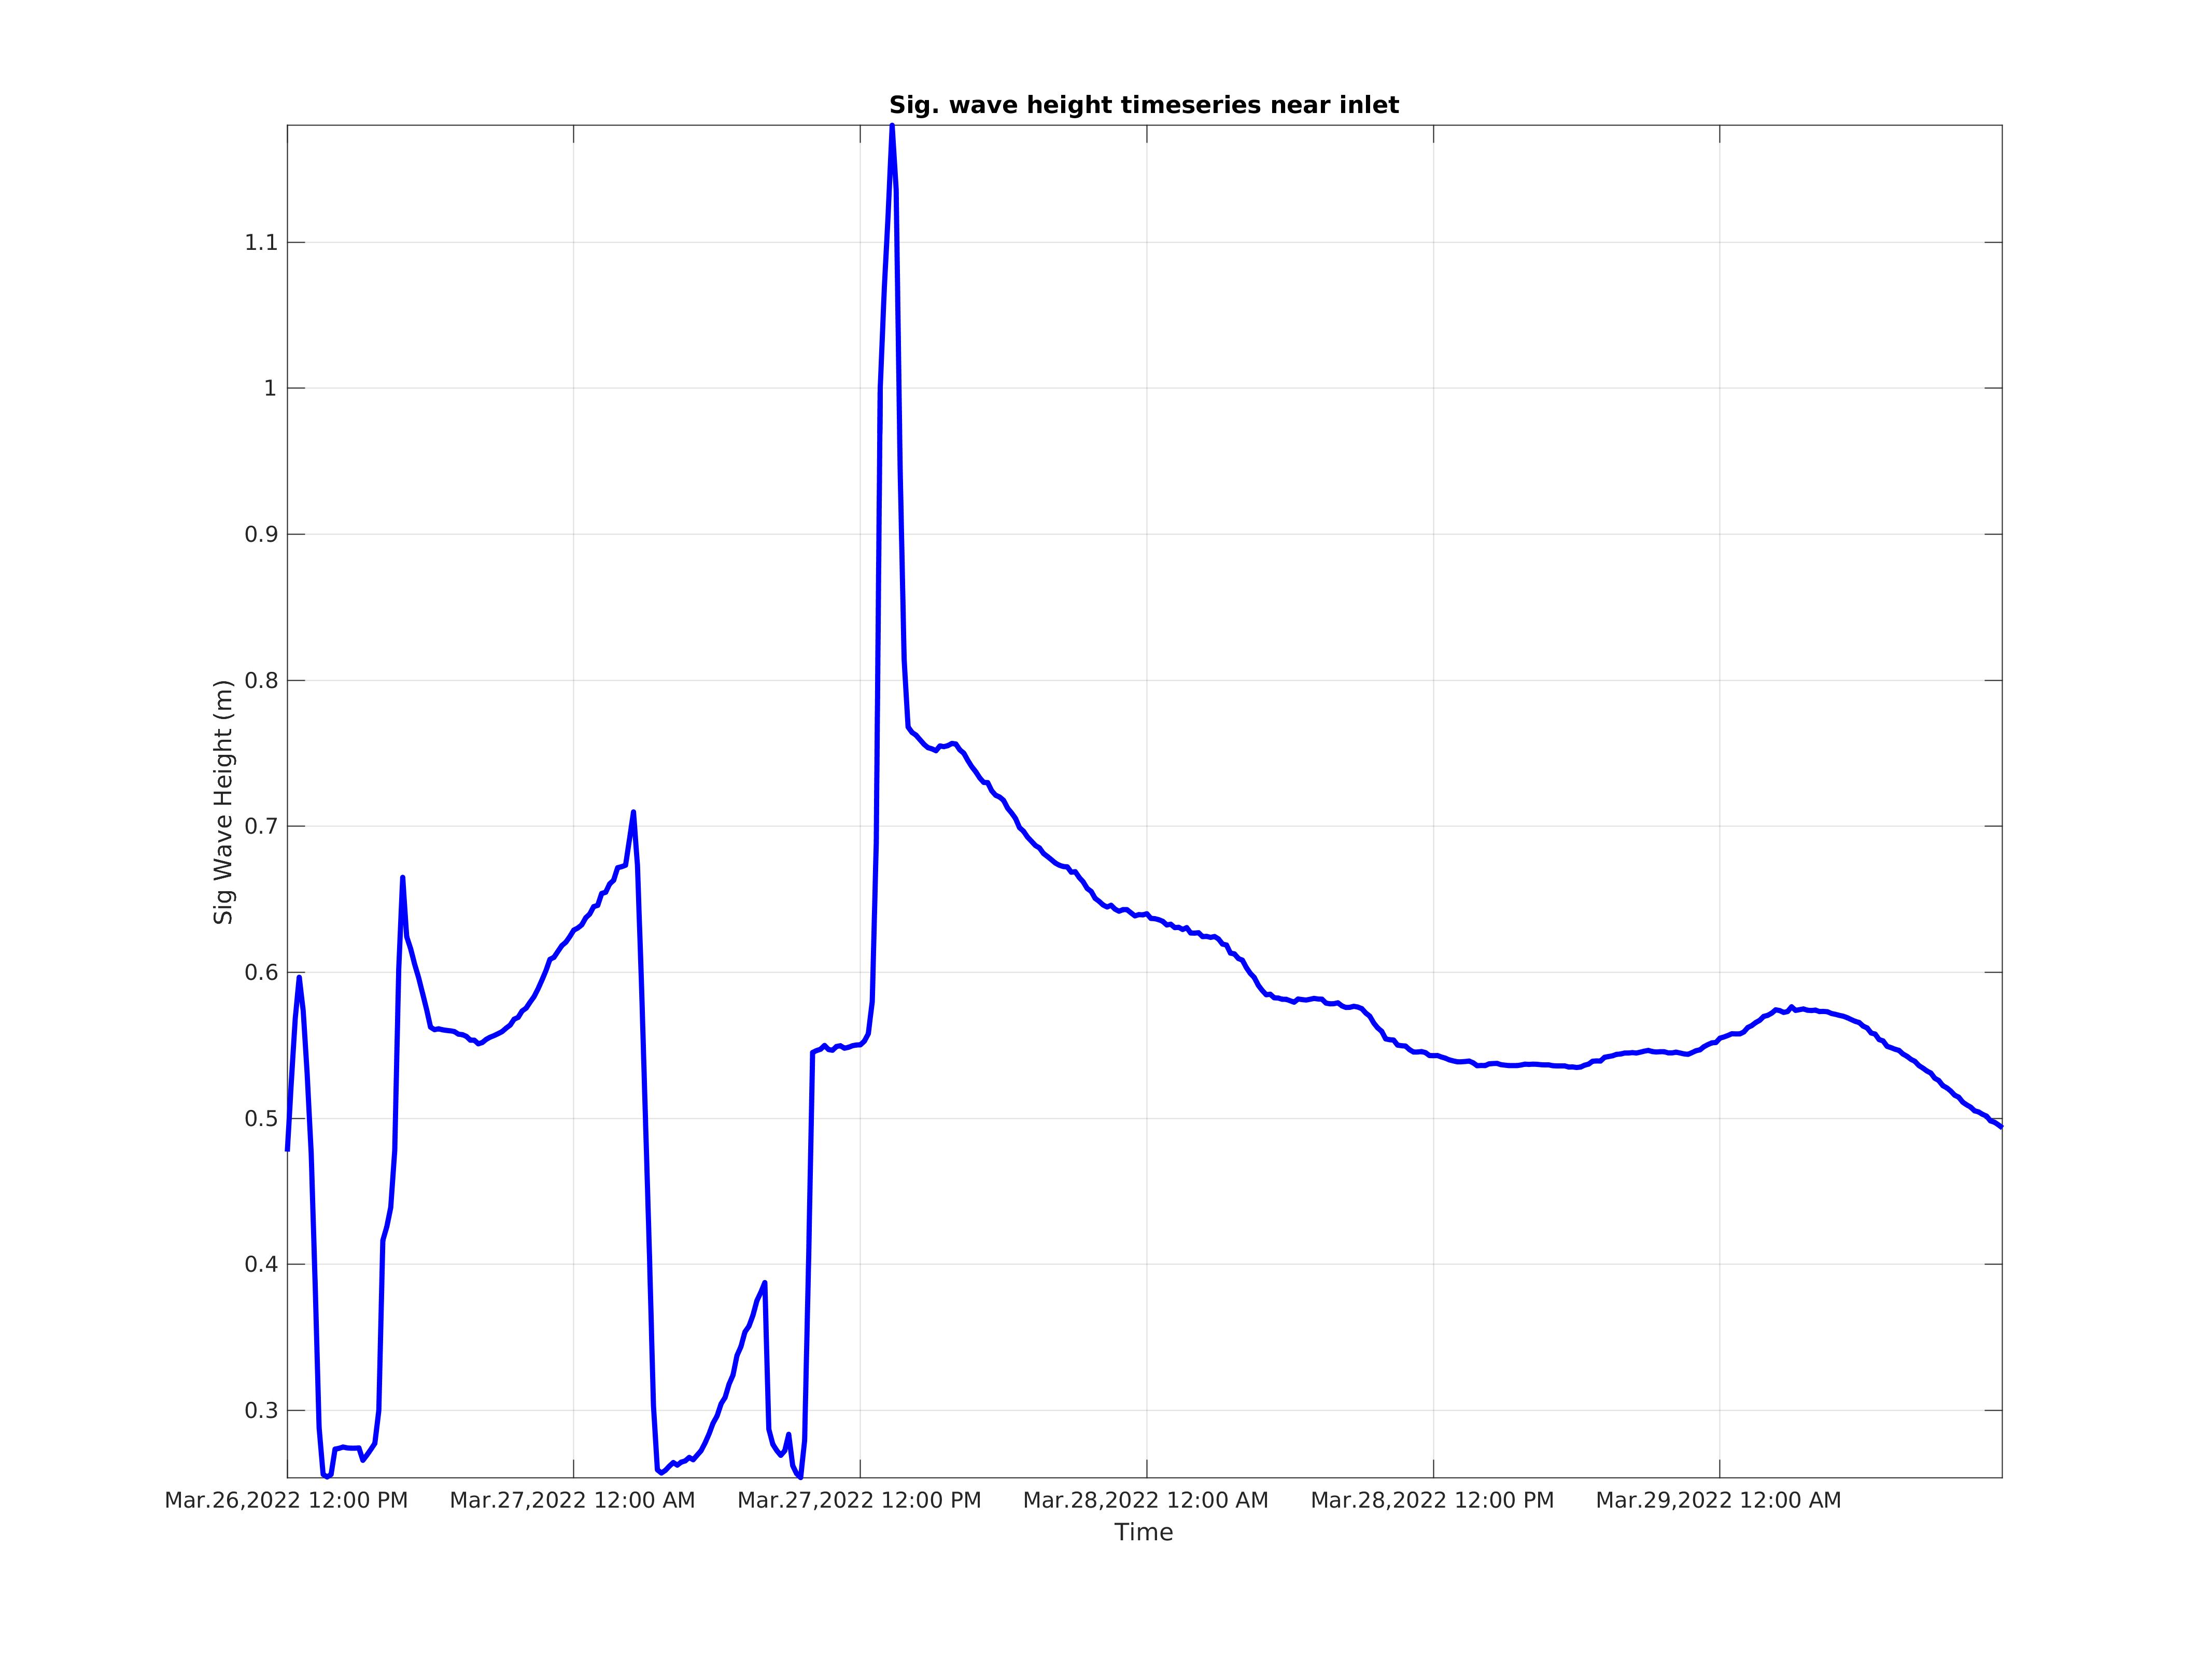 Sig. wave height timeseries near inlet
1.1
1
0.9
0.8
0.7
0.6
0.5
0.4
0.3
Sig Wave Height (m)
Mar.26,2022 12:00 PM
Mar.27,2022 12:00 AM
Mar.27,2022 12:00 PM
Mar.28,2022 12:00 AM
Mar.28,2022 12:00 PM
Mar.29,2022 12:00 AM
Time